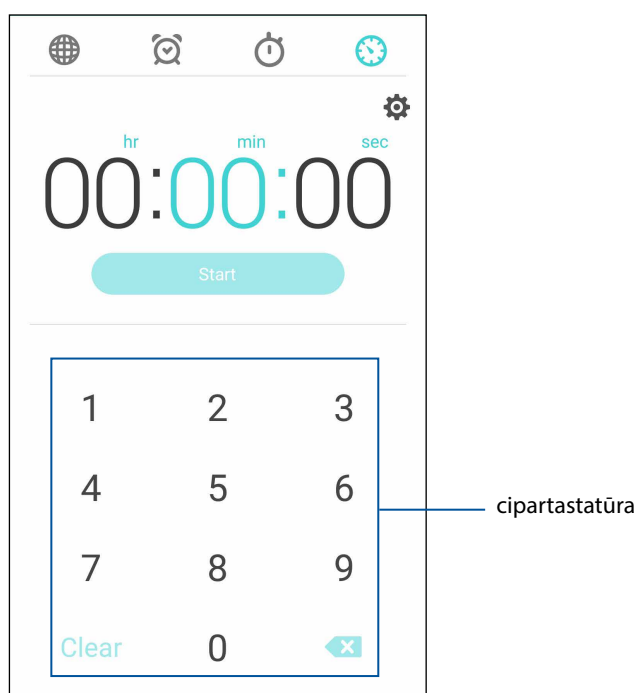 hr min sec
00:00:00
Start
1 2 3
4 5 6
cipartastatūra
7 8 9
Clear 0